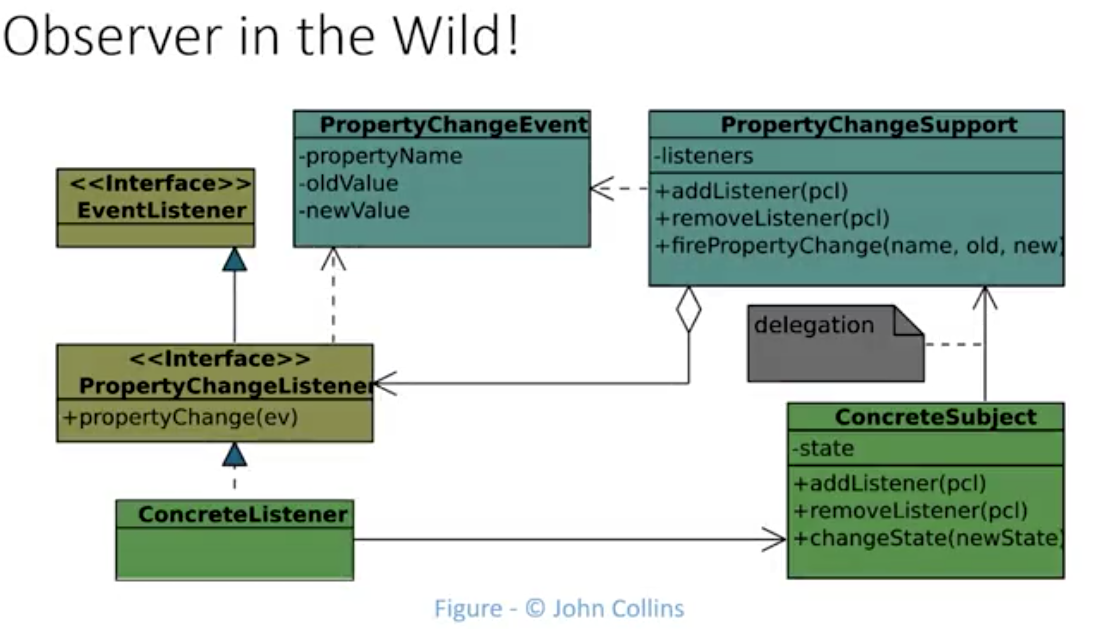 Observer in the Wild!
<<Interface>>
EventListener
PropertyChangeEvent
-propertyName
-oldValue
-newValue
PropertyChangeSupport
-listeners
+addListener(pcl)
+removeListener(pcl)
+firePropertyChange(name, old, new)
<<Interface>>
PropertyChangeListener
+propertyChange(ev)
delegation
ConcreteListener
ConcreteSubject
-state
+addListener(pcl)
+removeListener(pcl)
+changeState(newState)
Figure - © John Collins